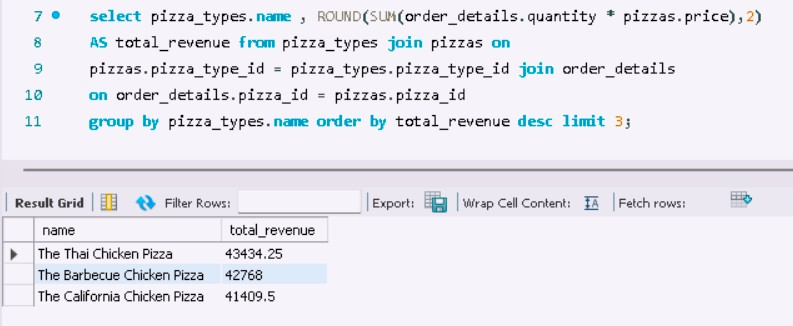 7 select pizza_types.name , ROUND(SUM(order_details.quantity * pizzas.price),2)
8 AS total_revenue from pizza_types join pizzas on
9 pizzas.pizza_type_id = pizza_types.pizza_type_id join order_details
10 on order_details.pizza_id = pizzas.pizza_id
11 group by pizza_types.name order by total_revenue desc limit 3;
Result Grid Filter Rows: Export: Wrap Cell Content: IA Fetch rows:
name total_revenue
The Thai Chicken Pizza 43434.25
The Barbecue Chicken Pizza 42768
The California Chicken Pizza 41409.5